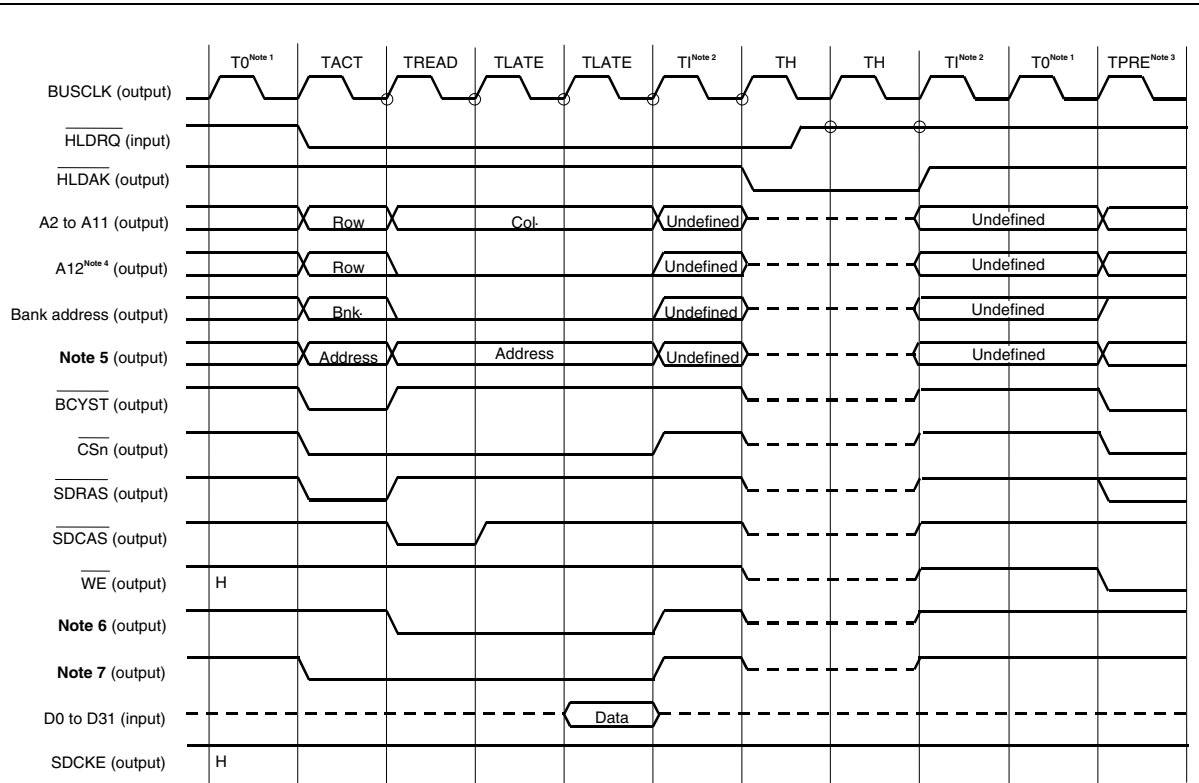 T0Note 1 TACT TREAD TLATE TLATE TINote 2 TH TH TINote 2 T0Note 1 TPRENote 3
BUSCLK (output)
HLDRQ (input)
HLDAK (output)
A2 to A11 (output) Row Col. Undefined Undefined
A12Note 4 (output) Row Undefined Undefined
Bank address (output) Bnk. Undefined Undefined
Note 5 (output) Address Address Undefined Undefined
BCYST (output)
CSn (output)
SDRAS (output)
SDCAS (output)
WE (output) H
Note 6 (output)
Note 7 (output)
D0 to D31 (input) Data
SDCKE (output) H